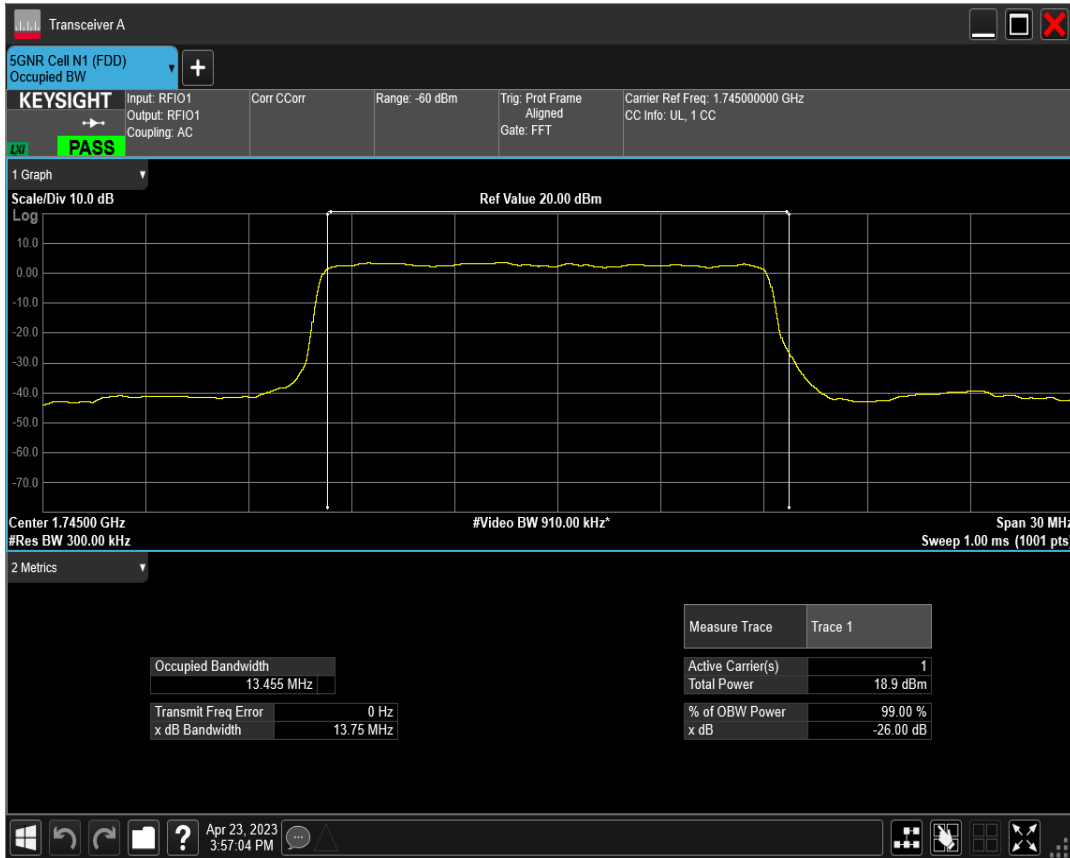 Transceiver A
5GNR Cell N1 (FDD)
Occupied BW
+
KEYSIGHT
LXI
PASS
Input: RFIO1
Output: RFIO1
Coupling: AC
Corr CCorr
Range: -60 dBm
Trig: Prot Frame
Aligned
Gate: FFT
Carrier Ref Freq: 1.745000000 GHz
CC Info: UL, 1 CC
1 Graph
Scale/Div 10.0 dB
Ref Value 20.00 dBm
Log
10.0
0.00
-10.0
-20.0
-30.0
-40.0
-50.0
-60.0
-70.0
Center 1.74500 GHz
#Video BW 910.00 kHz*
Span 30 MHz
#Res BW 300.00 kHz
Sweep 1.00 ms (1001 pts)
2 Metrics
Measure Trace Trace 1
Occupied Bandwidth
13.455 MHz
Active Carrier(s) 1
Total Power 18.9 dBm
Transmit Freq Error 0 Hz
x dB Bandwidth 13.75 MHz
% of OBW Power 99.00 %
x dB -26.00 dB
?
Apr 23, 2023
3:57:04 PM